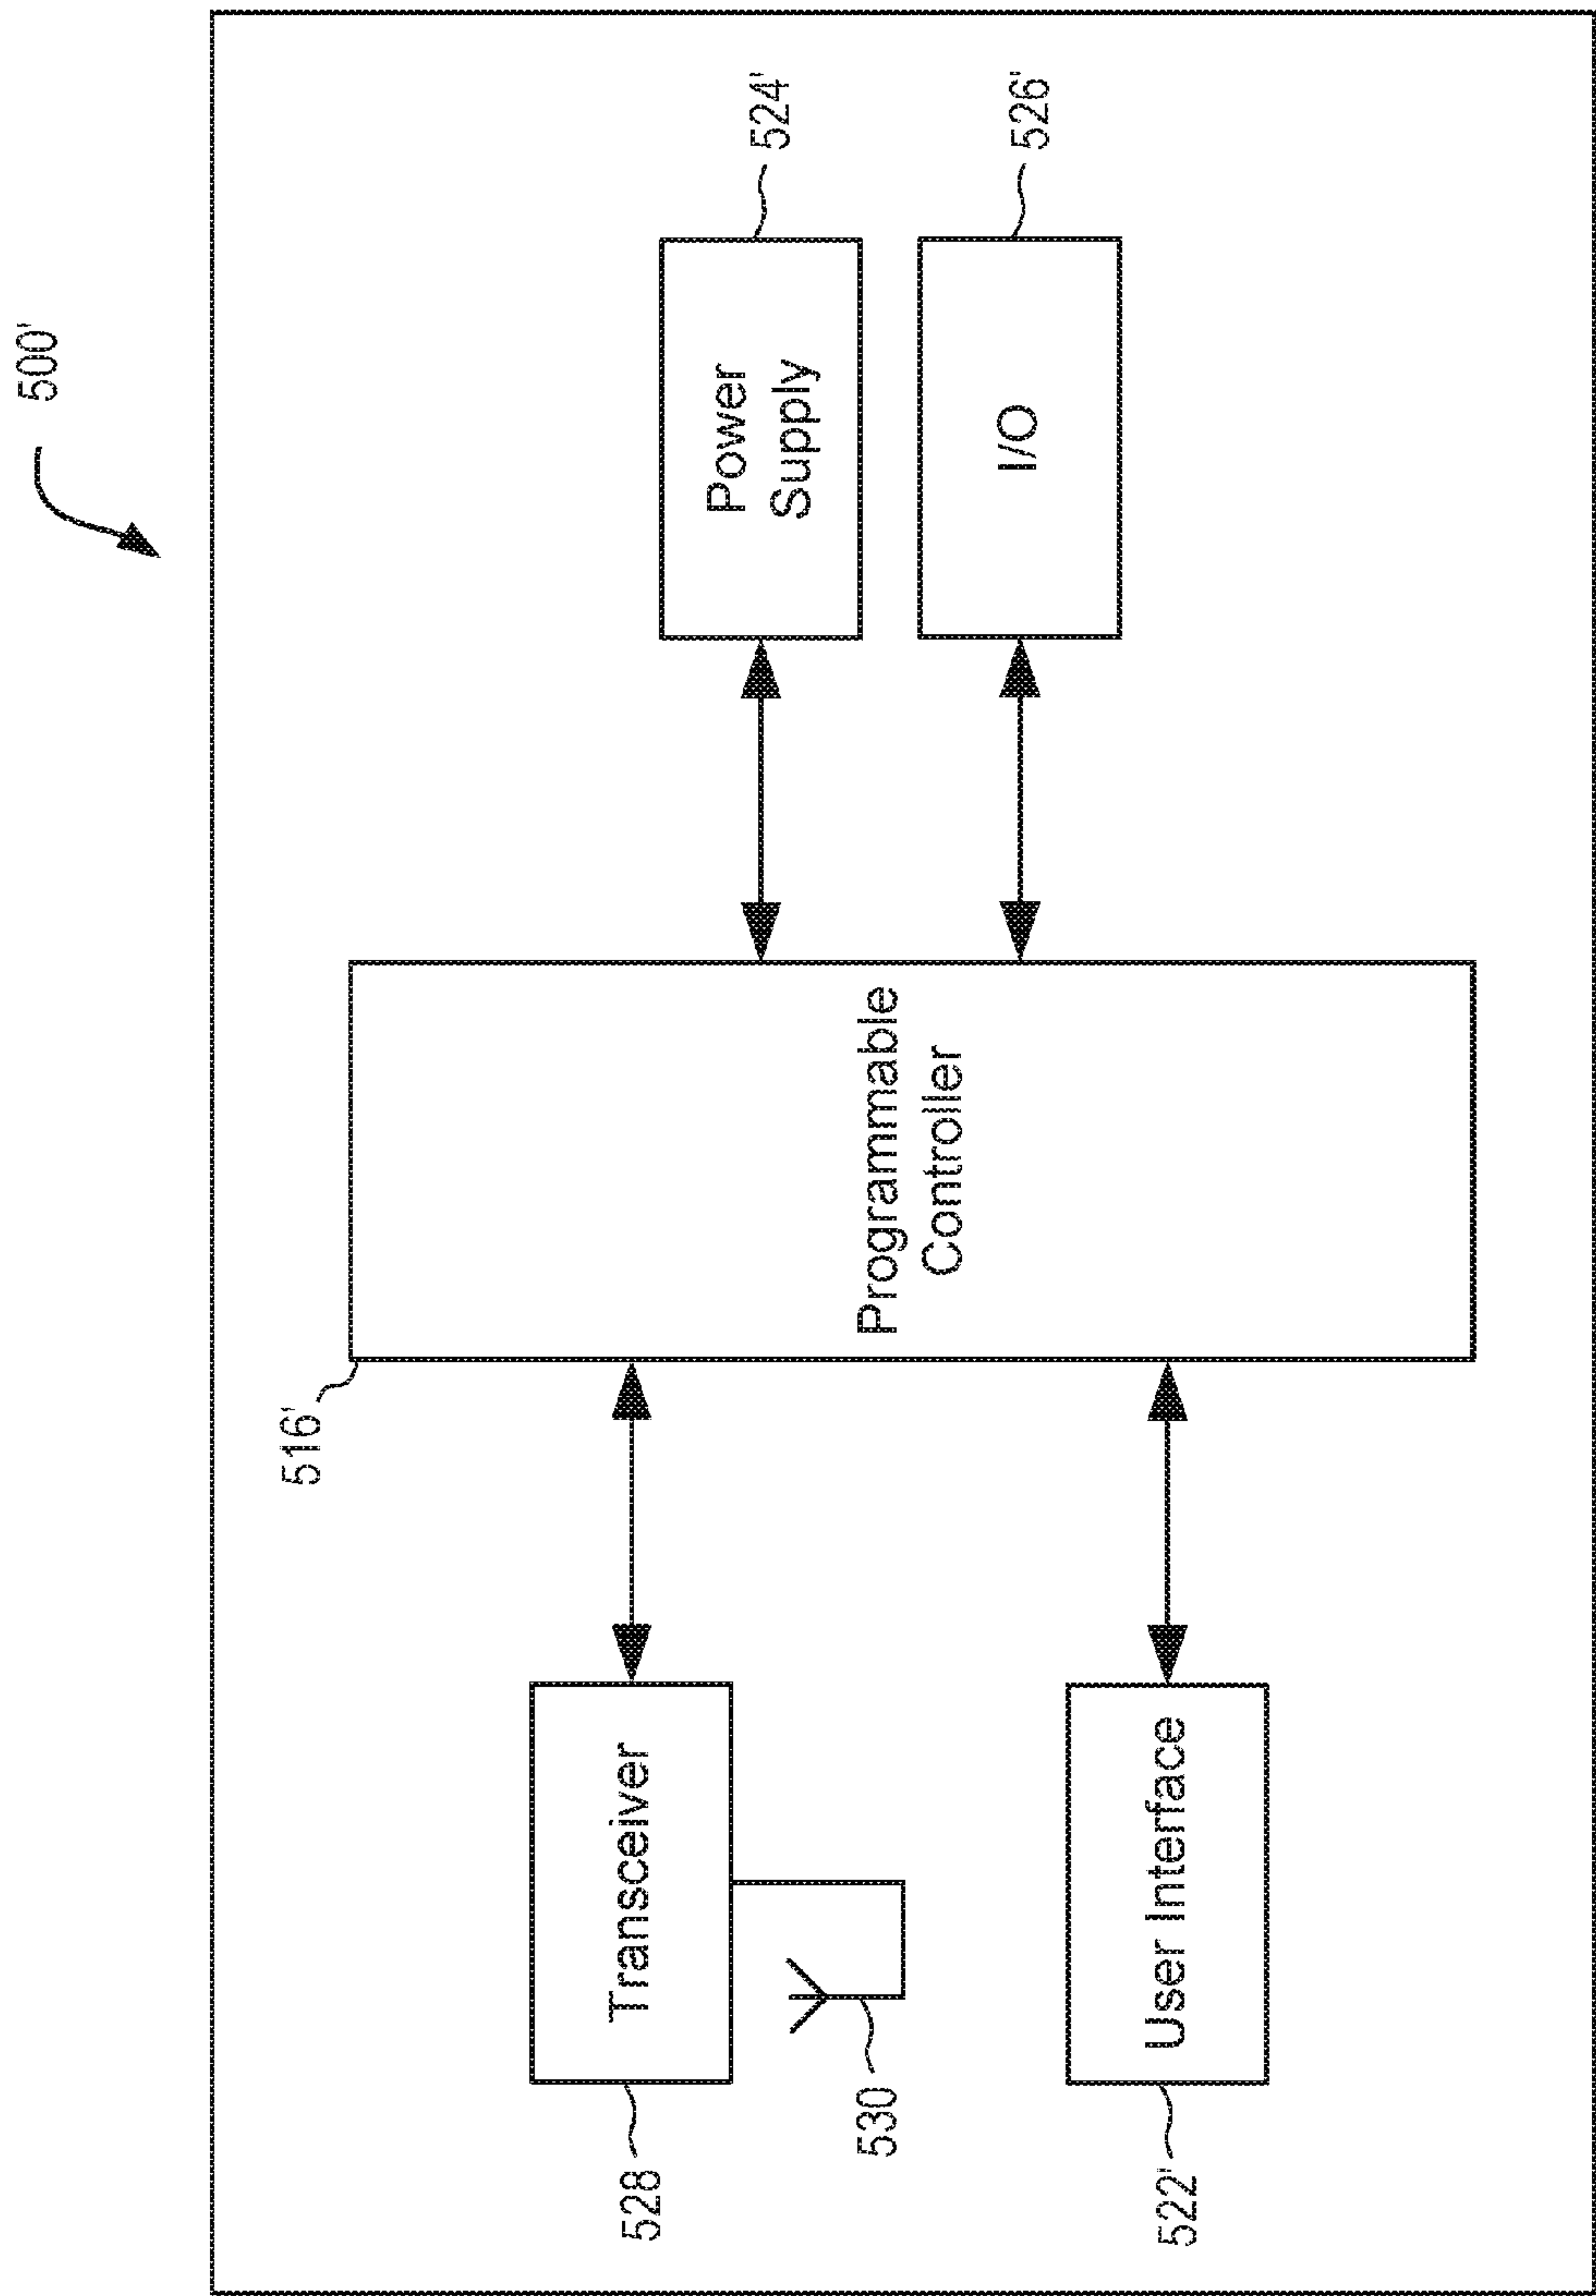 500'
516'
528
Transceiver
530
Programmable
Controller
Power
Supply
524'
522'
User Interface
I/O
526'